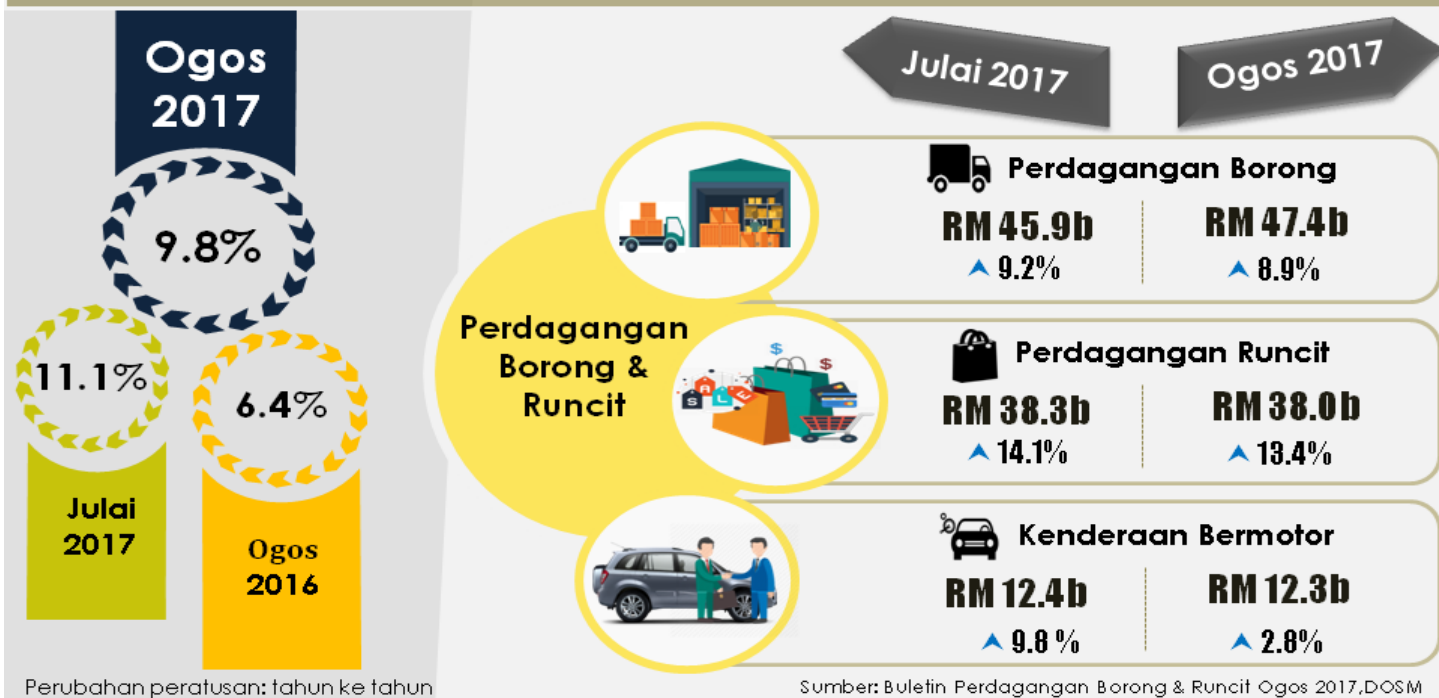 Ogos
2017
9.8%
11.1%
6.4%
Julai
2017
Ogos
2016
Perubahan peratusan: tahun ke tahun
Perdagangan
Borong &
Runcit
$
$
SALE
Julai 2017
Ogos 2017
Perdagangan Borong
RM 45.9b
RM 47.4b
9.2%
8.9%
Perdagangan Runcit
RM 38.3b
RM 38.0b
14.1%
13.4%
Kenderaan Bermotor
RM 12.4b
RM 12.3b
9.8 %
2.8%
Sumber: Buletin Perdagangan Borong & Runcit Ogos 2017,DOSM